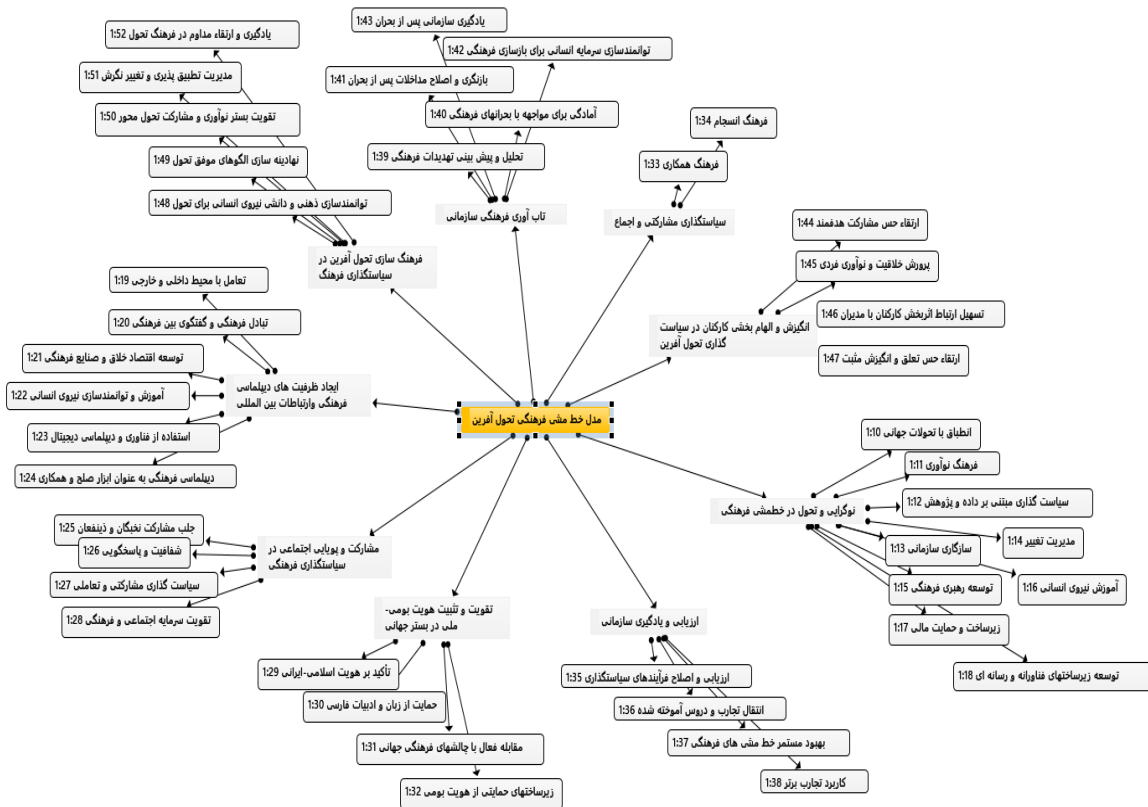 مدل خط مشی فرهنگی تحول آفرین
یادگیری سازمانی پس از بحران 1:43
توانمندسازی سرمایه انسانی برای بازسازی فرهنگی 1:42
بازنگری و اصلاح مداخلات پس از بحران 1:41
آمادگی برای مواجهه با بحرانهای فرهنگی 1:40
تحلیل و پیش بینی تهدیدات فرهنگی 1:39
تاب آوری فرهنگی سازمانی
فرهنگ انسجام 1:34
فرهنگ همکاری 1:33
سیاستگذاری مشارکتی و اجماع
ارتقاء حس مشارکت هدفمند 1:44
پرورش خلاقیت و نوآوری فردی 1:45
تسهیل ارتباط اثربخش کارکنان با مدیران 1:46
ارتقاء حس تعلق و انگیزش مثبت 1:47
انگیزش و الهام بخشی کارکنان در سیاست
گذاری تحول آفرین
انطباق با تحولات جهانی 1:10
فرهنگ نوآوری 1:11
سیاست گذاری مبتنی بر داده و پژوهش 1:12
نوگرایی و تحول در خطمشی فرهنگی
مدیریت تغییر 1:14
سازگاری سازمانی 1:13
آموزش نیروی انسانی 1:16
توسعه رهبری فرهنگی 1:15
زیرساخت و حمایت مالی 1:17
توسعه زیرساختهای فناورانه و رسانه ای 1:18
ارزیابی و یادگیری سازمانی
ارزیابی و اصلاح فرآیندهای سیاستگذاری 1:35
انتقال تجارب و دروس آموخته شده 1:36
بهبود مستمر خط مشی های فرهنگی 1:37
کاربرد تجارب برتر 1:38
تقویت و تثبیت هویت بومی-
ملی در بستر جهانی
تأکید بر هویت اسلامی-ایرانی 1:29
حمایت از زبان و ادبیات فارسی 1:30
مقابله فعال با چالشهای فرهنگی جهانی 1:31
زیرساختهای حمایتی از هویت بومی 1:32
مشارکت و پویایی اجتماعی در
سیاستگذاری فرهنگی
جلب مشارکت نخبگان و ذینفعان 1:25
شفافیت و پاسخگویی 1:26
سیاست گذاری مشارکتی و تعاملی 1:27
تقویت سرمایه اجتماعی و فرهنگی 1:28
ایجاد ظرفیت های دیپلماسی
فرهنگی وارتباطات بین المللی
تعامل با محیط داخلی و خارجی 1:19
تبادل فرهنگی و گفتگوی بین فرهنگی 1:20
توسعه اقتصاد خلاق و صنایع فرهنگی 1:21
آموزش و توانمندسازی نیروی انسانی 1:22
استفاده از فناوری و دیپلماسی دیجیتال 1:23
دیپلماسی فرهنگی به عنوان ابزار صلح و همکاری 1:24
یادگیری و ارتقاء مداوم در فرهنگ تحول 1:52
مدیریت تطبیق پذیری و تغییر نگرش 1:51
تقویت بستر نوآوری و مشارکت تحول محور 1:50
نهادینه سازی الگوهای موفق تحول 1:49
توانمندسازی ذهنی و دانشی نیروی انسانی برای تحول 1:48
فرهنگ سازی تحول آفرین در
سیاستگذاری فرهنگ